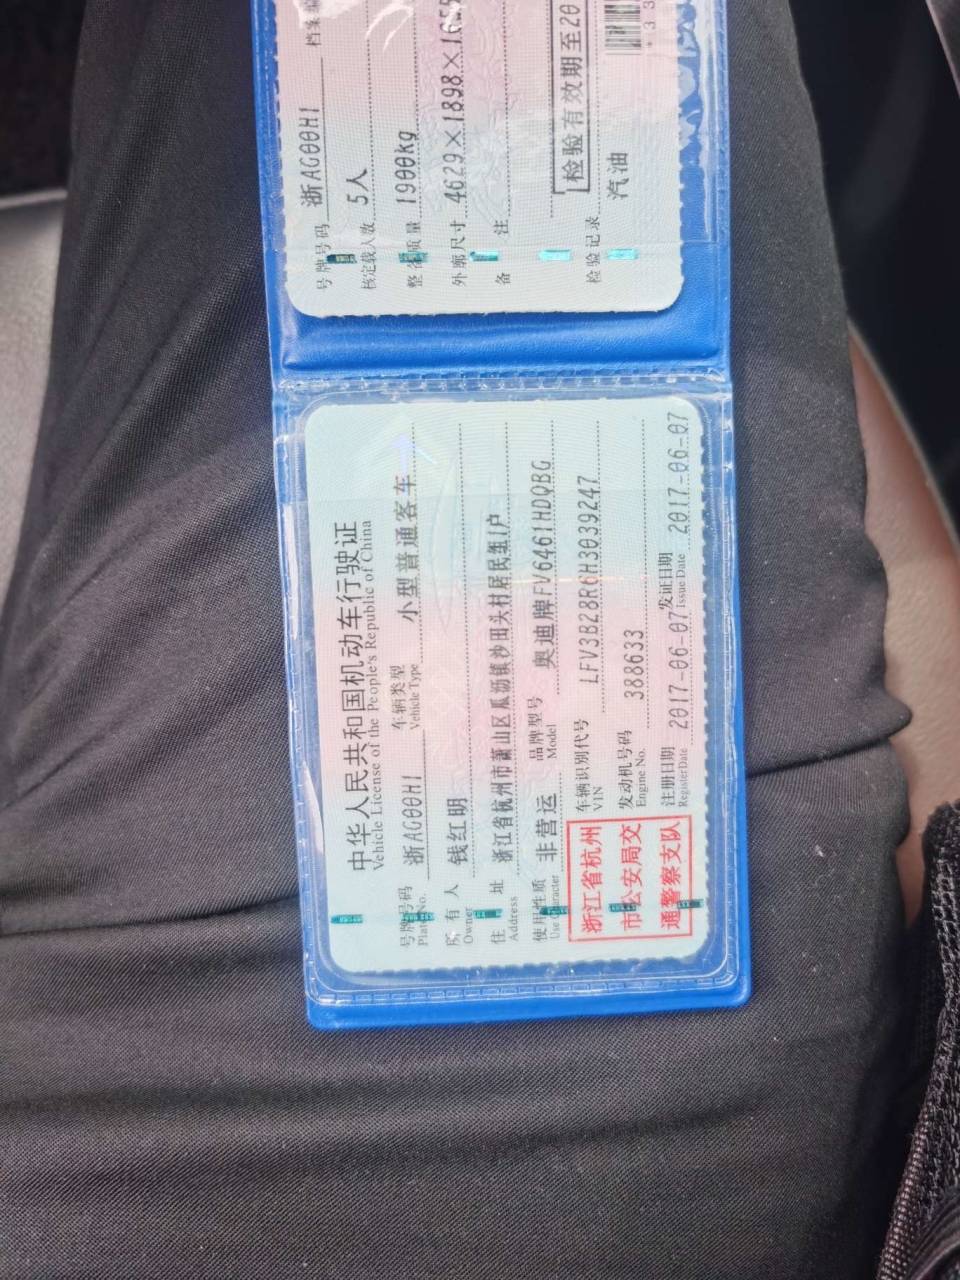 中华人民共和国机动车行驶证
Vehicle License of the People's Republic of China
号牌号码 浙AG00H1 车辆类型 小型普通客车
Plate No. Vehicle Type
所有人 钱红明
Owner
住址 浙江省杭州市萧山区瓜沥镇沙田头村居民组1户
Address
使用性质 非营运 品牌型号 奥迪牌FV6461HDQBG
Use Character Model
车辆识别代号 LFV3B28R6H3039247
VIN
发动机号码 388633
Engine No.
注册日期 2017-06-07 发证日期 2017-06-07
Register Date Issue Date
浙江省杭州
市公安局交
通警察支队
号牌号码 浙AG00H1
核定载人数 5人
整备质量 1900kg
外廓尺寸 4629×1898×165
备注
检验有效期至20
检验记录
汽油